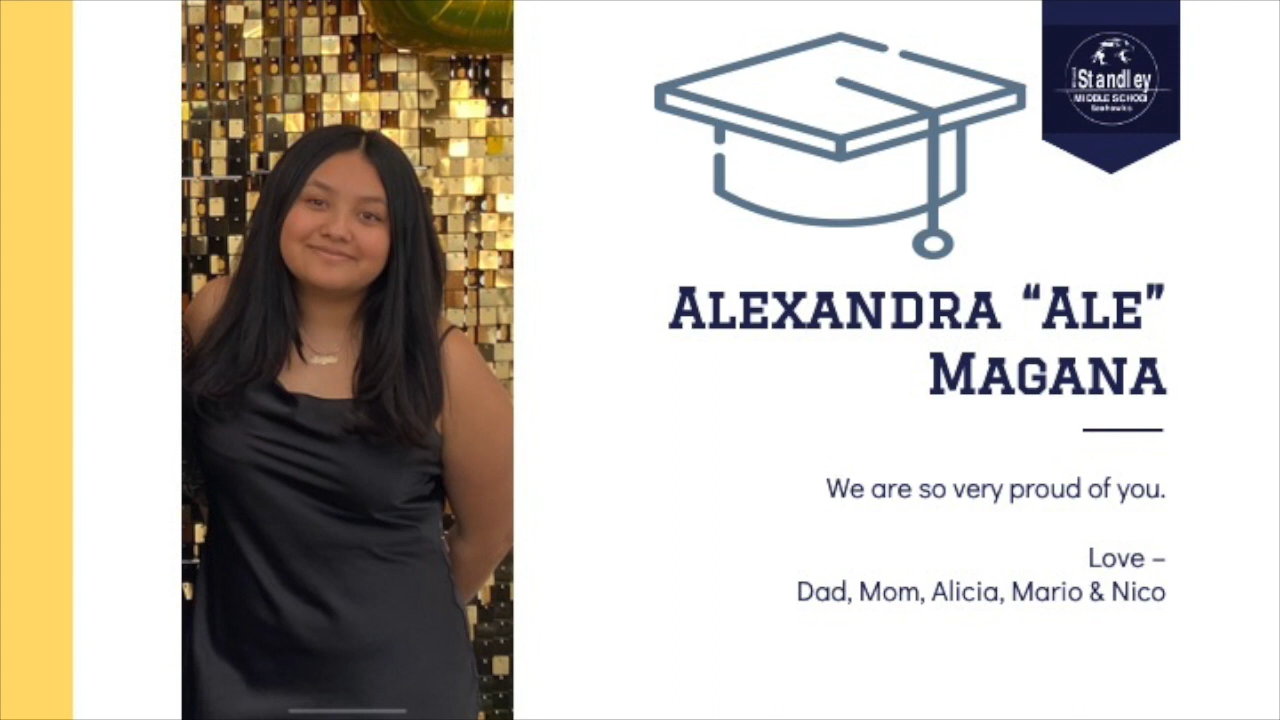 Standley
MIDDLE SCHOOL
Seahawks
Alexandra “Ale”
Magana
We are so very proud of you.
Love –
Dad, Mom, Alicia, Mario & Nico